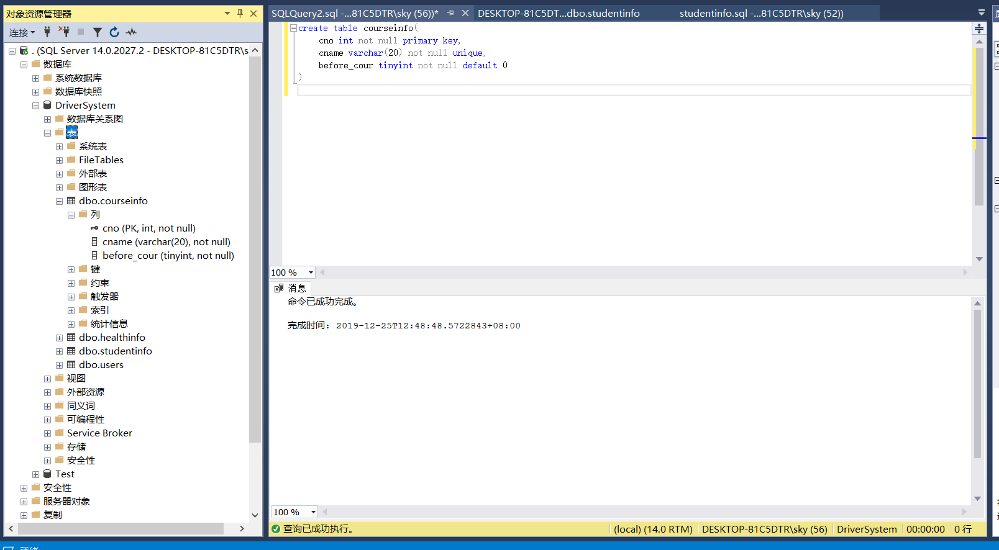 对象资源管理器
连接
. (SQL Server 14.0.2027.2 - DESKTOP-81C5DTR\s
数据库
系统数据库
数据库快照
DriverSystem
数据库关系图
表
系统表
FileTables
外部表
图形表
dbo.courseinfo
列
cno (PK, int, not null)
cname (varchar(20), not null)
before_cour (tinyint, not null)
键
约束
触发器
索引
统计信息
dbo.healthinfo
dbo.studentinfo
dbo.users
视图
外部资源
同义词
可编程性
Service Broker
存储
安全性
Test
安全性
服务器对象
复制
SQLQuery2.sql -...81C5DTR\sky (56))*
DESKTOP-81C5DT...dbo.studentinfo
studentinfo.sql -...81C5DTR\sky (52))
create table courseinfo(
cno int not null primary key,
cname varchar(20) not null unique,
before_cour tinyint not null default 0
)
100 %
消息
命令已成功完成。
完成时间: 2019-12-25T12:48:48.5722843+08:00
100 %
查询已成功执行。
(local) (14.0 RTM)
DESKTOP-81C5DTR\sky (56)
DriverSystem
00:00:00
0 行